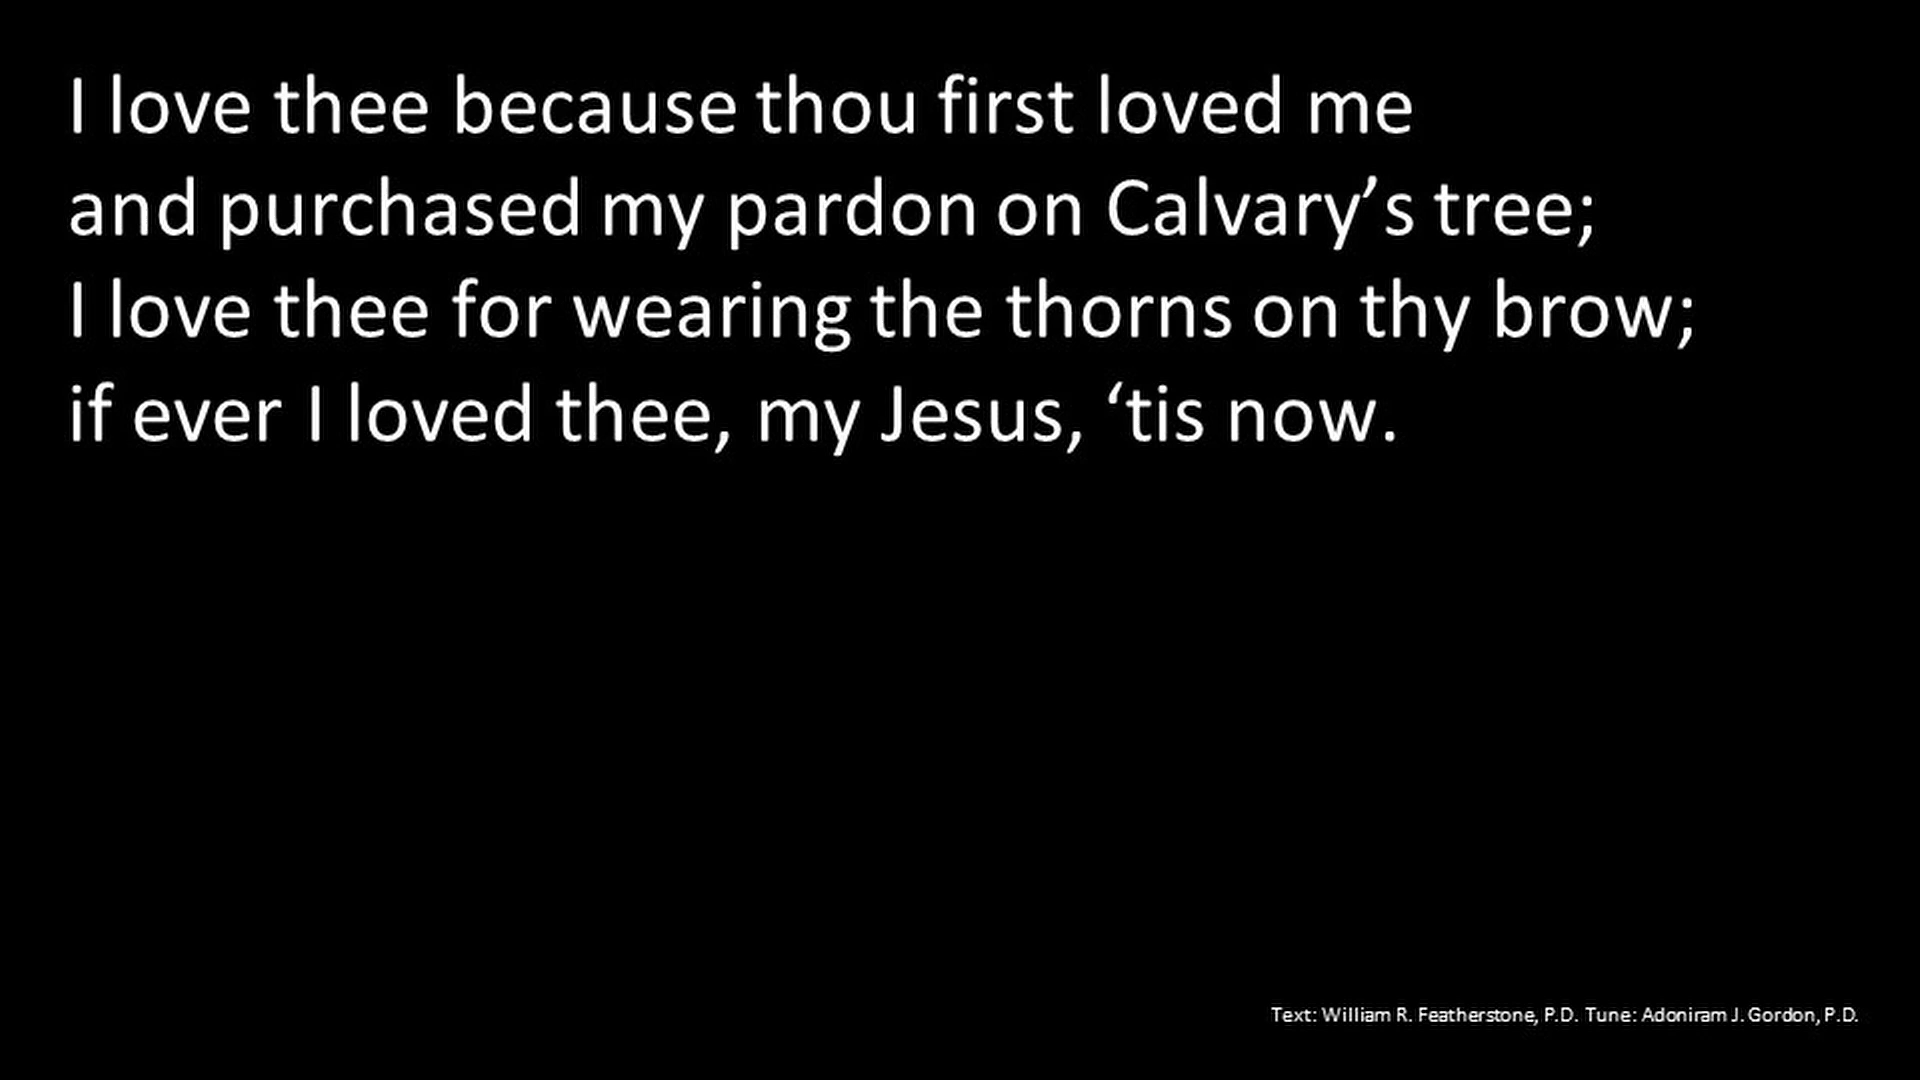 I love thee because thou first loved me
and purchased my pardon on Calvary’s tree;
I love thee for wearing the thorns on thy brow;
if ever I loved thee, my Jesus, ‘tis now.
Text: William R. Featherstone, P.D. Tune: Adoniram J. Gordon, P.D.